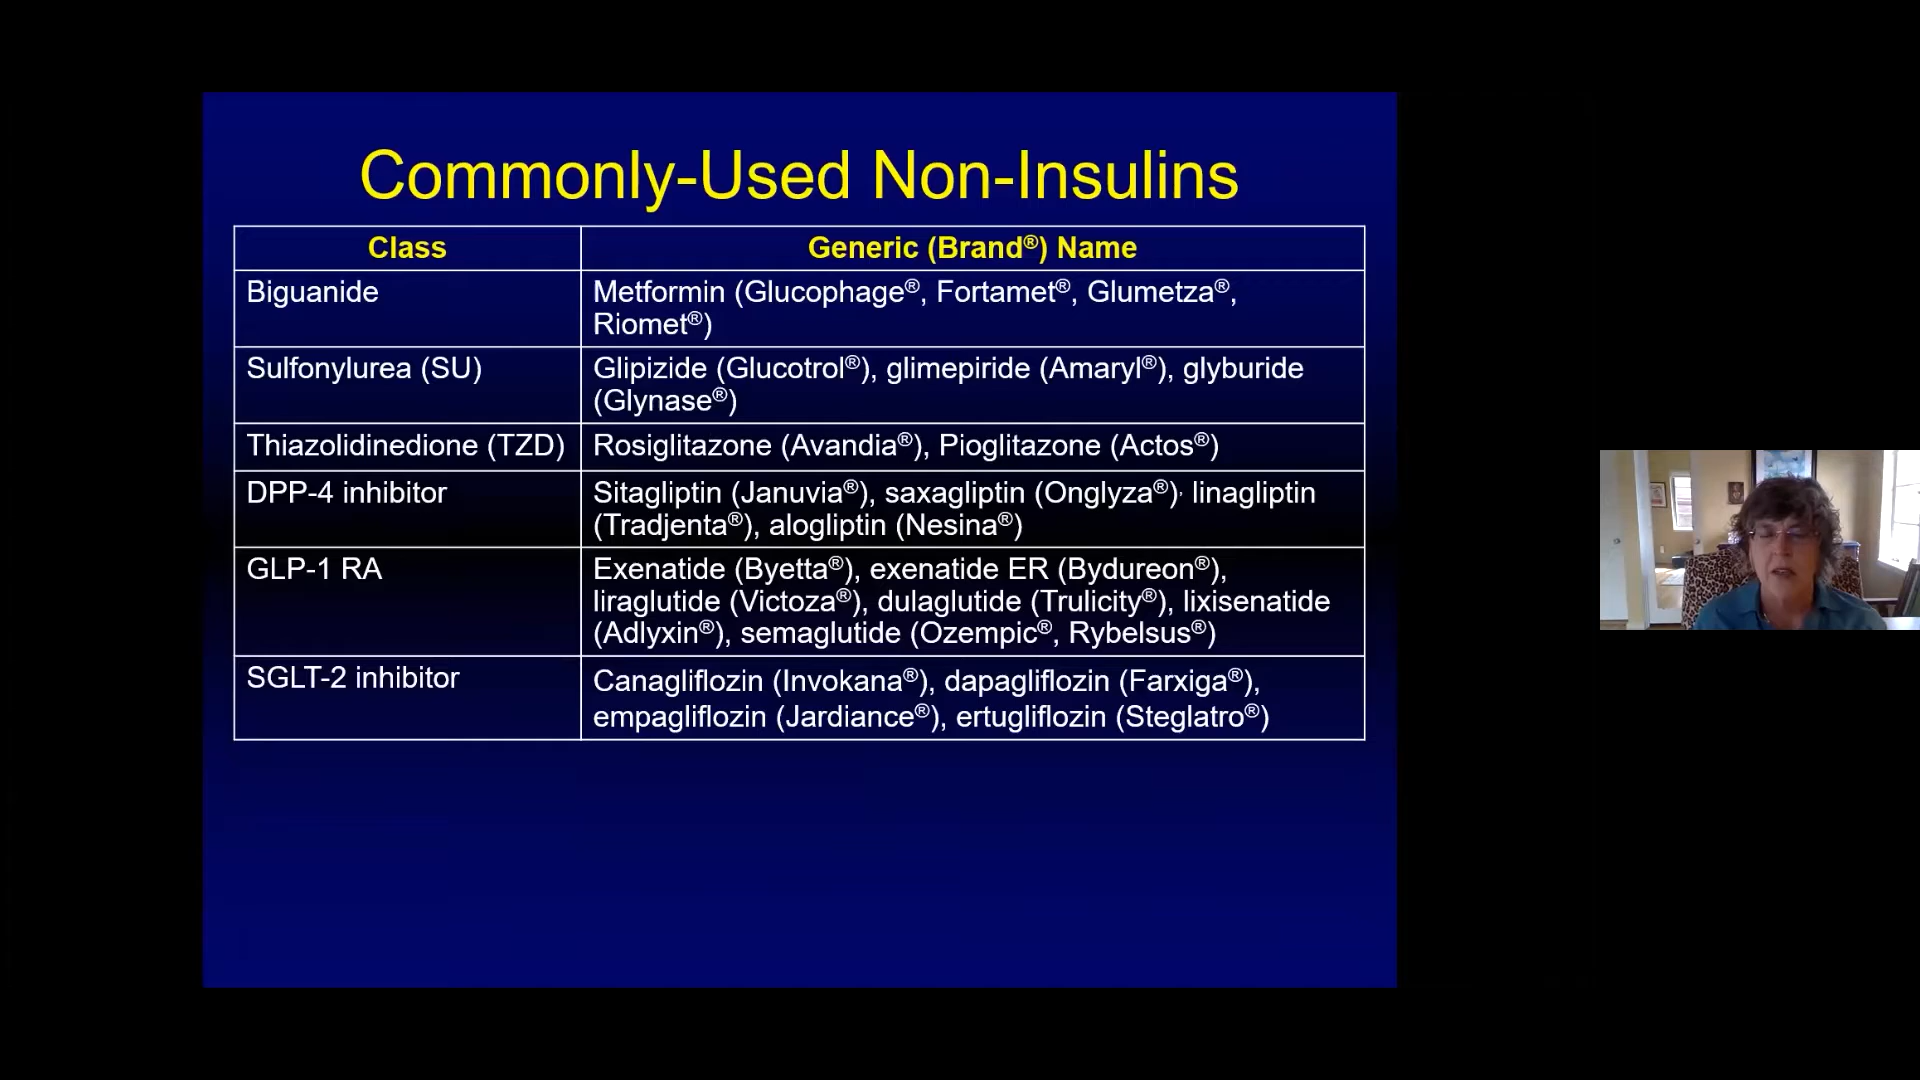 Commonly-Used Non-Insulins
Class
Generic (Brand®) Name
Biguanide
Metformin (Glucophage®, Fortamet®, Glumetza®,
Riomet®)
Sulfonylurea (SU)
Glipizide (Glucotrol®), glimepiride (Amaryl®), glyburide
(Glynase®)
Thiazolidinedione (TZD)
Rosiglitazone (Avandia®), Pioglitazone (Actos®)
DPP-4 inhibitor
Sitagliptin (Januvia®), saxagliptin (Onglyza®), linagliptin
(Tradjenta®), alogliptin (Nesina®)
GLP-1 RA
Exenatide (Byetta®), exenatide ER (Bydureon®),
liraglutide (Victoza®), dulaglutide (Trulicity®), lixisenatide
(Adlyxin®), semaglutide (Ozempic®, Rybelsus®)
SGLT-2 inhibitor
Canagliflozin (Invokana®), dapagliflozin (Farxiga®),
empagliflozin (Jardiance®), ertugliflozin (Steglatro®)